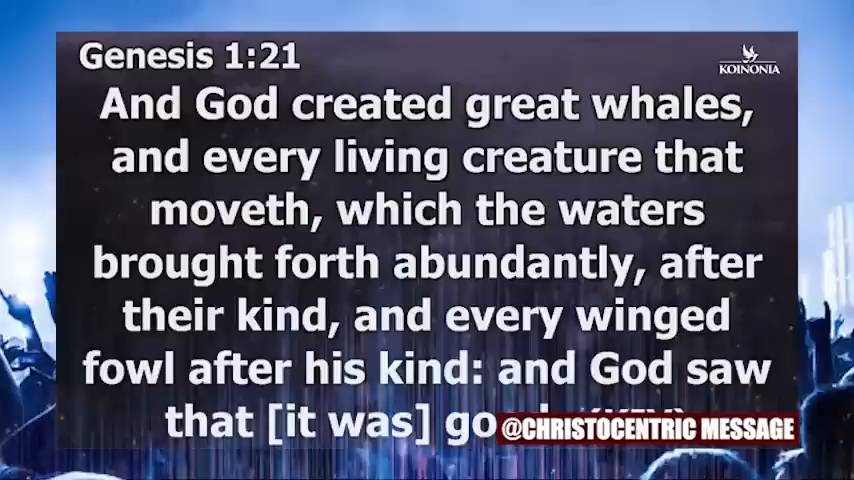 Genesis 1:21
KOINONIA
And God created great whales,
and every living creature that
moveth, which the waters
brought forth abundantly, after
their kind, and every winged
fowl after his kind: and God saw
that [it was] go
@CHRISTOCENTRIC MESSAGE